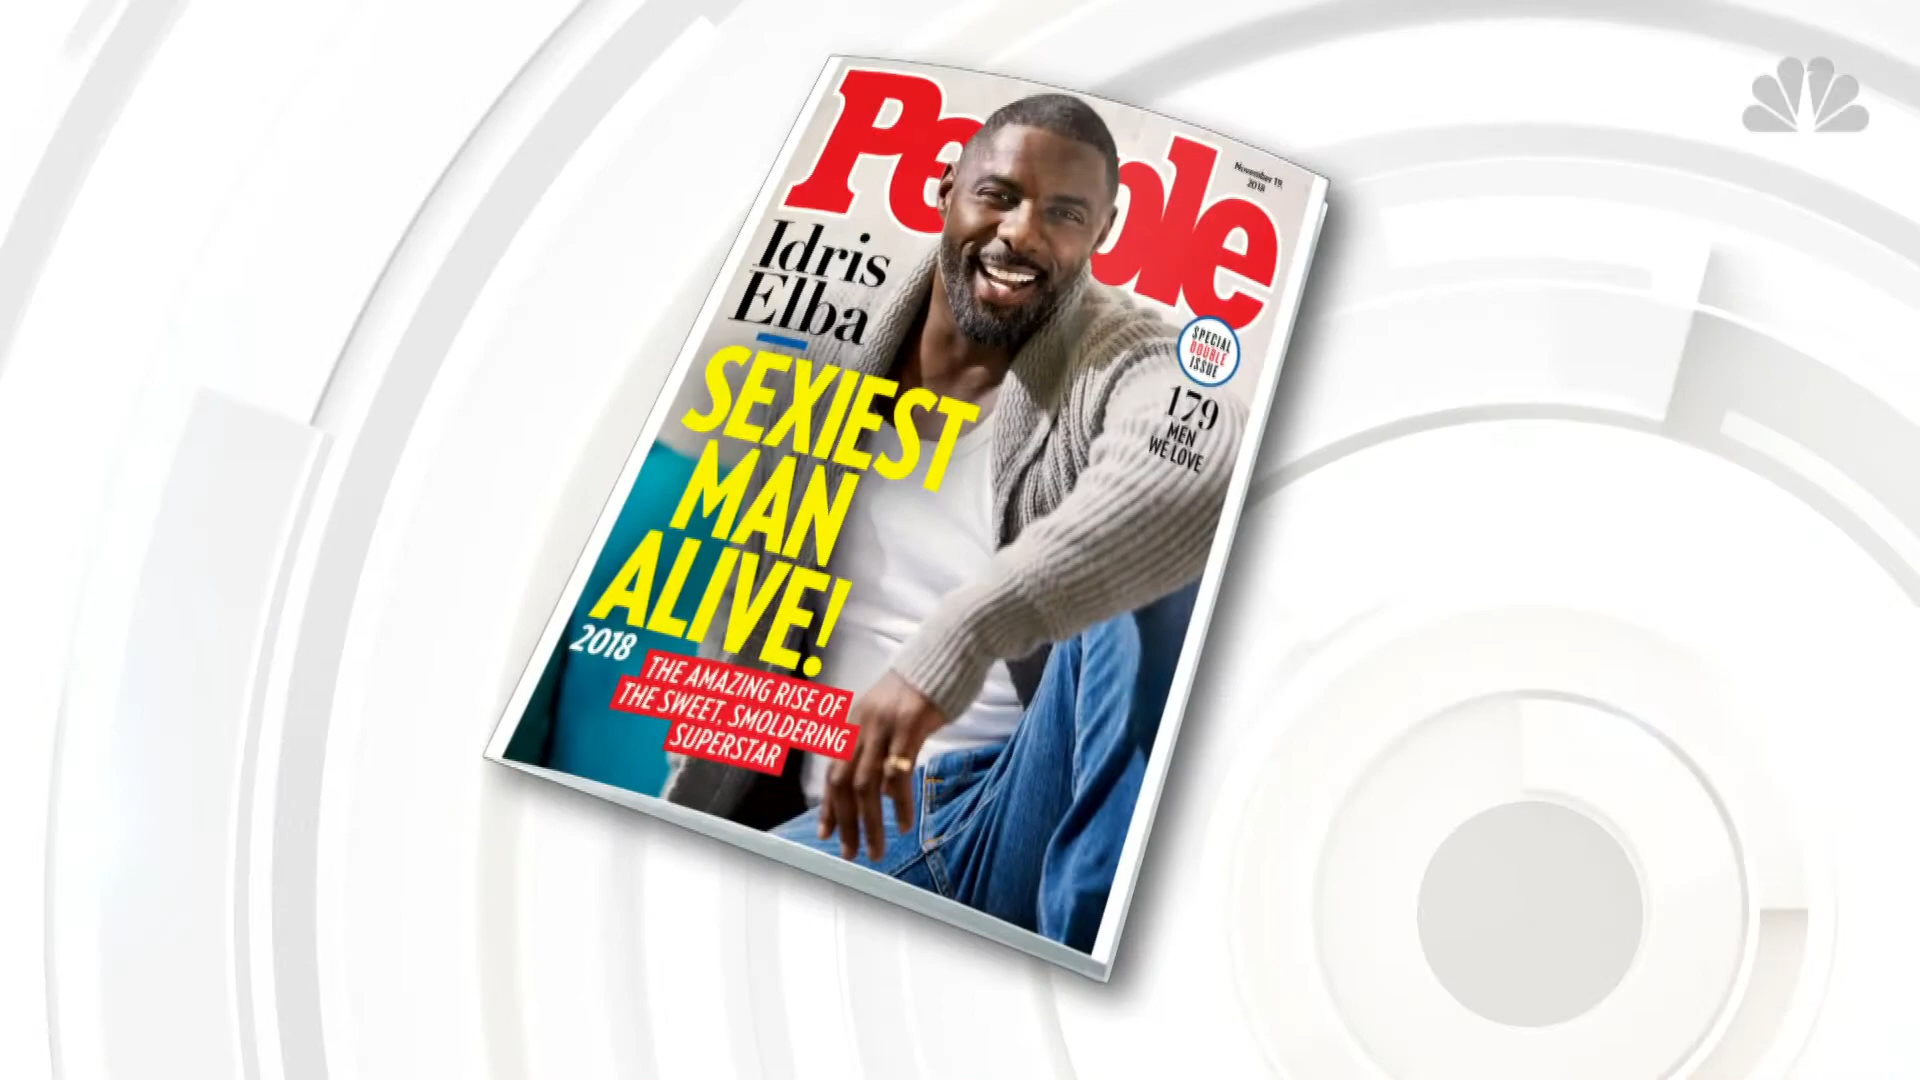 People
November 19,
2018
Idris
Elba
SPECIAL
DOUBLE
ISSUE
179
MEN
WE LOVE
SEXIEST
MAN
ALIVE!
2018
THE AMAZING RISE OF
THE SWEET, SMOLDERING
SUPERSTAR